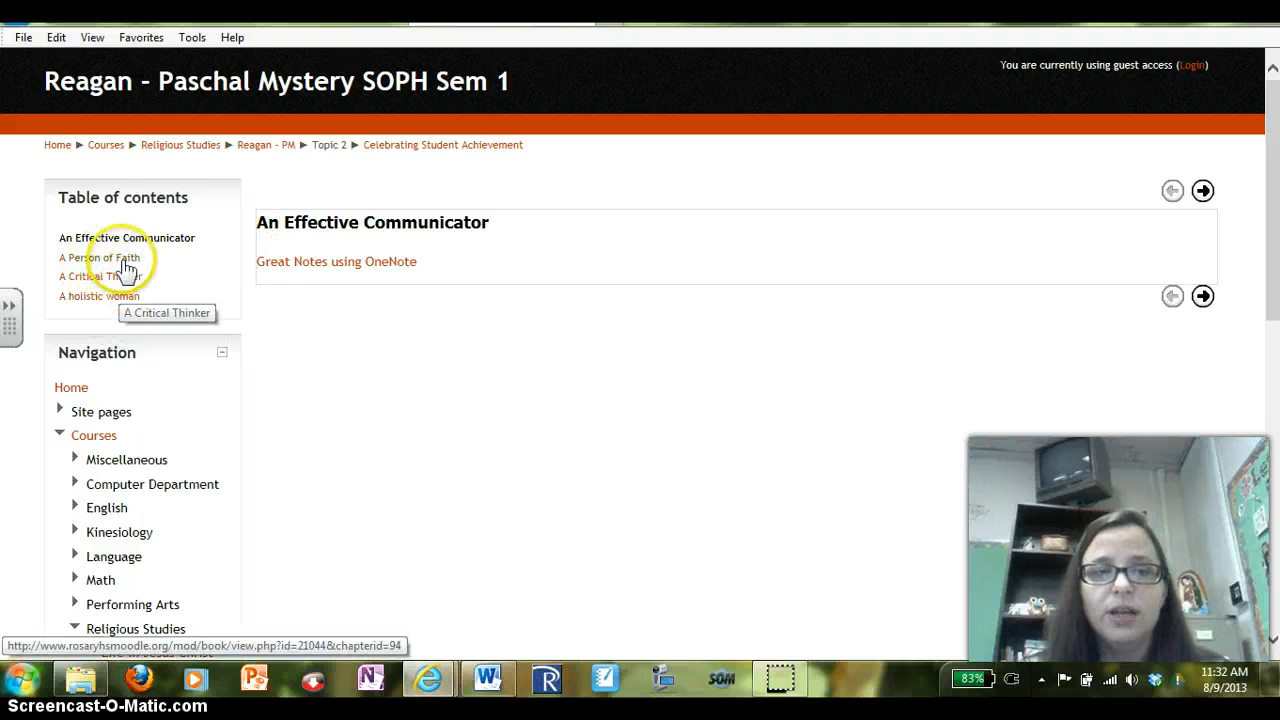 File Edit View Favorites Tools Help
Reagan - Paschal Mystery SOPH Sem 1
You are currently using guest access (Login)
Home ▶ Courses ▶ Religious Studies ▶ Reagan - PM ▶ Topic 2 ▶ Celebrating Student Achievement
Table of contents
An Effective Communicator
A Person of Faith
A Critical Thinker
A holistic woman
A Critical Thinker
An Effective Communicator
Great Notes using OneNote
Navigation
Home
Site pages
Courses
Miscellaneous
Computer Department
English
Kinesiology
Language
Math
Performing Arts
Religious Studies
http://www.rosaryhsmoodle.org/mod/book/view.php?id=21044&chapterid=94
83%
SOM
11:32 AM
8/9/2013
Screencast-O-Matic.com